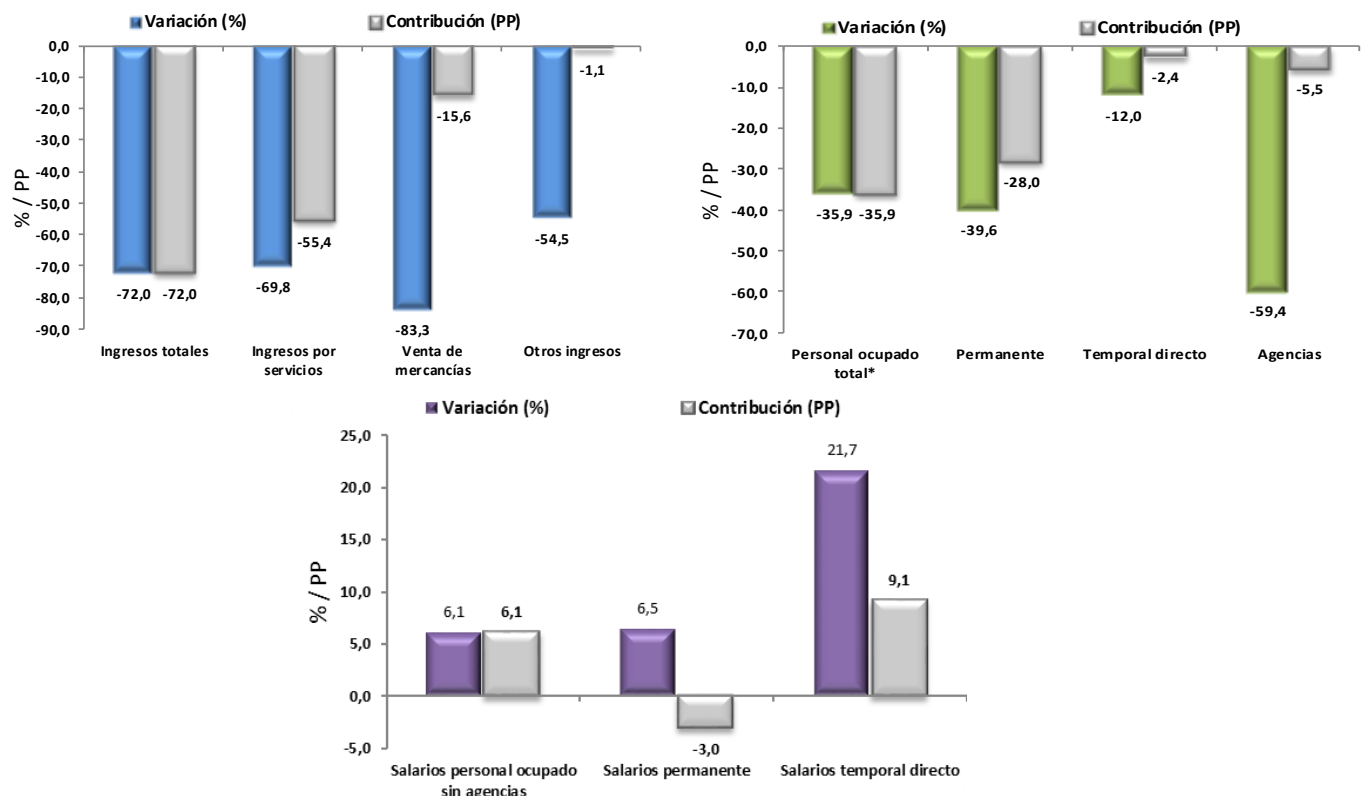 Variación (%) Contribución (PP)
0,0
-10,0
-20,0
-30,0
-40,0
-50,0
-60,0
-70,0
-80,0
-90,0
% / PP
-72,0 -72,0
-69,8
-55,4
-83,3
-15,6
-54,5
-1,1
Ingresos totales
Ingresos por
servicios
Venta de
mercancías
Otros ingresos
Variación (%) Contribución (PP)
0,0
-10,0
-20,0
-30,0
-40,0
-50,0
-60,0
-70,0
% / PP
-35,9 -35,9
-39,6
-28,0
-12,0
-2,4
-59,4
-5,5
Personal ocupado
total*
Permanente
Temporal directo
Agencias
Variación (%) Contribución (PP)
25,0
20,0
15,0
10,0
5,0
0,0
-5,0
% / PP
6,1 6,1
6,5
-3,0
21,7
9,1
Salarios personal ocupado
sin agencias
Salarios permanente
Salarios temporal directo